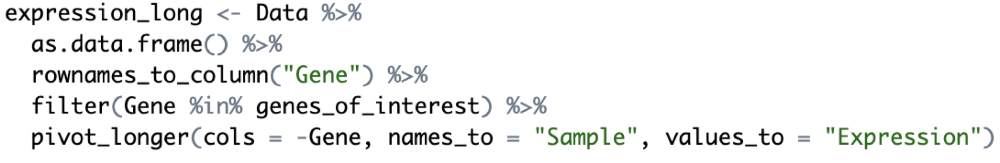 expression_long <- Data %>%
as.data.frame() %>%
rownames_to_column("Gene") %>%
filter(Gene %in% genes_of_interest) %>%
pivot_longer(cols = -Gene, names_to = "Sample", values_to = "Expression")